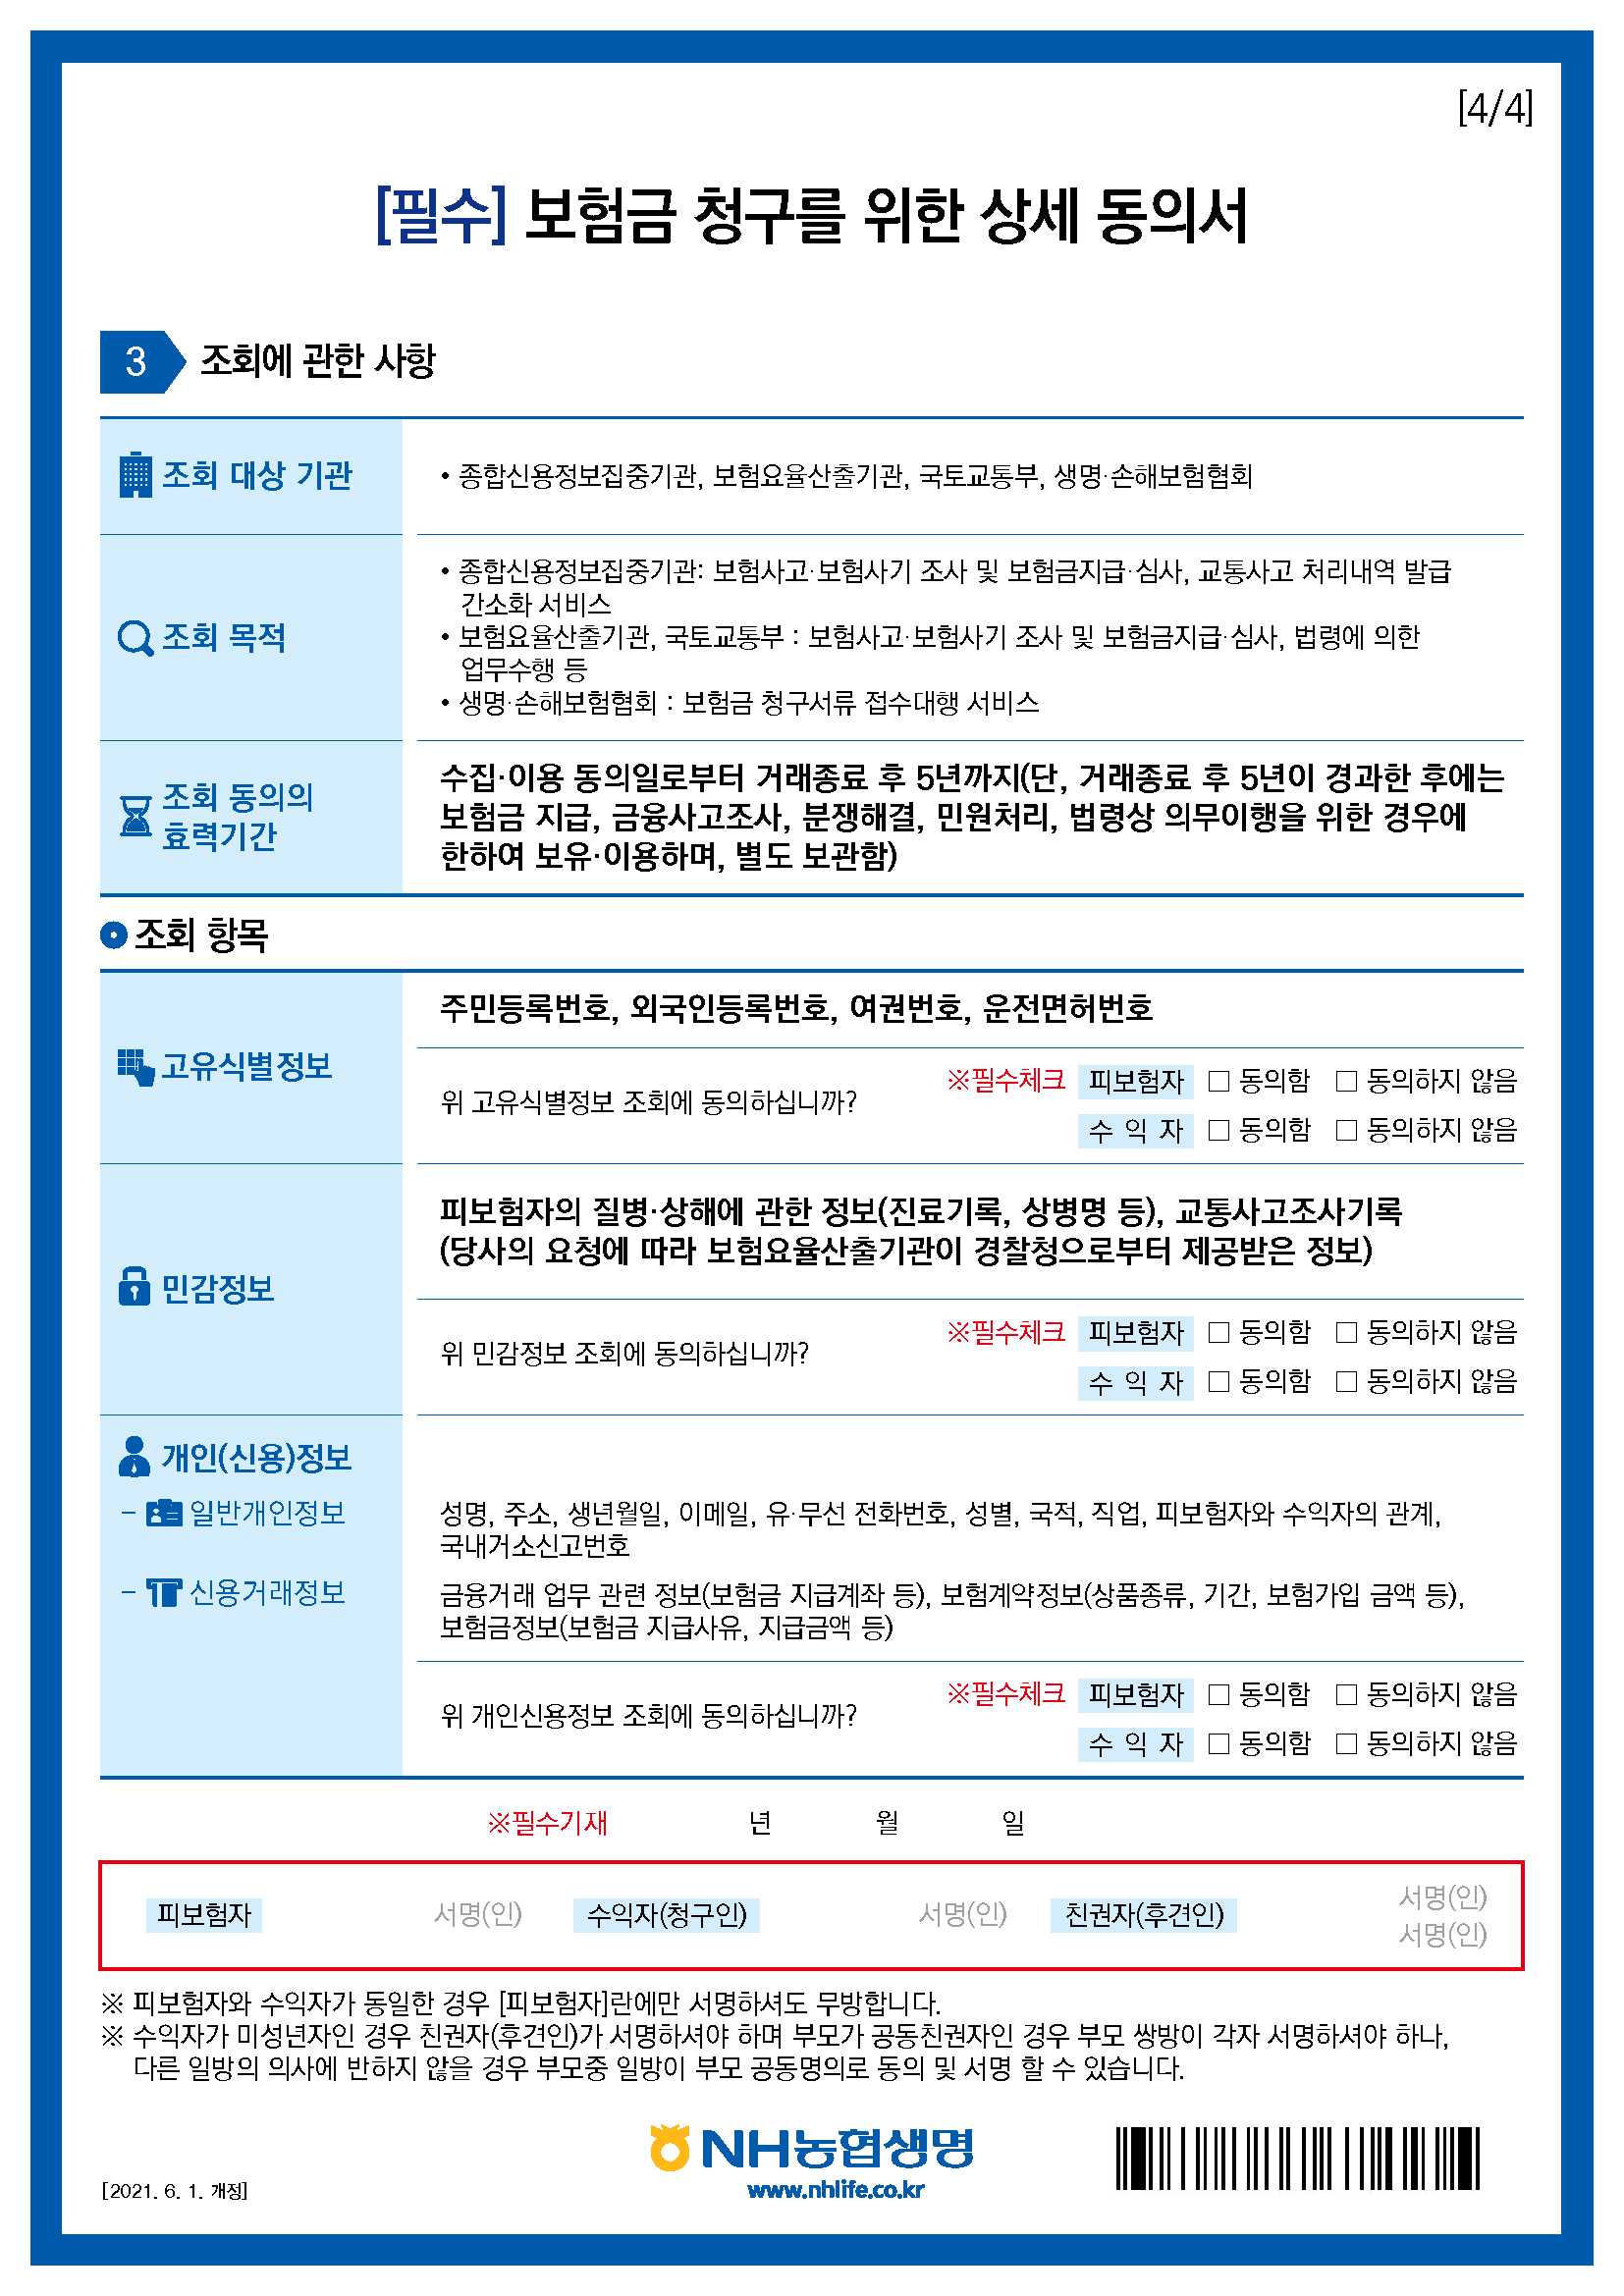 [4/4]
[필수] 보험금 청구를 위한 상세 동의서
3 조회에 관한 사항
조회 대상 기관
• 종합신용정보집중기관, 보험요율산출기관, 국토교통부, 생명·손해보험협회
조회 목적
• 종합신용정보집중기관: 보험사고·보험사기 조사 및 보험금지급·심사, 교통사고 처리내역 발급
간소화 서비스
• 보험요율산출기관, 국토교통부 : 보험사고·보험사기 조사 및 보험금지급·심사, 법령에 의한
업무수행 등
• 생명·손해보험협회 : 보험금 청구서류 접수대행 서비스
조회 동의의
효력기간
수집·이용 동의일로부터 거래종료 후 5년까지(단, 거래종료 후 5년이 경과한 후에는
보험금 지급, 금융사고조사, 분쟁해결, 민원처리, 법령상 의무이행을 위한 경우에
한하여 보유·이용하며, 별도 보관함)
조회 항목
고유식별정보
주민등록번호, 외국인등록번호, 여권번호, 운전면허번호
위 고유식별정보 조회에 동의하십니까?
※필수체크 피보험자 □ 동의함 □ 동의하지 않음
수 익 자 □ 동의함 □ 동의하지 않음
민감정보
피보험자의 질병·상해에 관한 정보(진료기록, 상병명 등), 교통사고조사기록
(당사의 요청에 따라 보험요율산출기관이 경찰청으로부터 제공받은 정보)
위 민감정보 조회에 동의하십니까?
※필수체크 피보험자 □ 동의함 □ 동의하지 않음
수 익 자 □ 동의함 □ 동의하지 않음
개인(신용)정보
– 일반개인정보
성명, 주소, 생년월일, 이메일, 유·무선 전화번호, 성별, 국적, 직업, 피보험자와 수익자의 관계,
국내거소신고번호
– 신용거래정보
금융거래 업무 관련 정보(보험금 지급계좌 등), 보험계약정보(상품종류, 기간, 보험가입 금액 등),
보험금정보(보험금 지급사유, 지급금액 등)
위 개인신용정보 조회에 동의하십니까?
※필수체크 피보험자 □ 동의함 □ 동의하지 않음
수 익 자 □ 동의함 □ 동의하지 않음
※필수기재 년 월 일
피보험자 서명(인) 수익자(청구인) 서명(인) 친권자(후견인) 서명(인)
서명(인)
※ 피보험자와 수익자가 동일한 경우 [피보험자]란에만 서명하셔도 무방합니다.
※ 수익자가 미성년자인 경우 친권자(후견인)가 서명하셔야 하며 부모가 공동친권자인 경우 부모 쌍방이 각자 서명하셔야 하나,
다른 일방의 의사에 반하지 않을 경우 부모중 일방이 부모 공동명의로 동의 및 서명 할 수 있습니다.
NH농협생명
www.nhlife.co.kr
[2021. 6. 1. 개정]